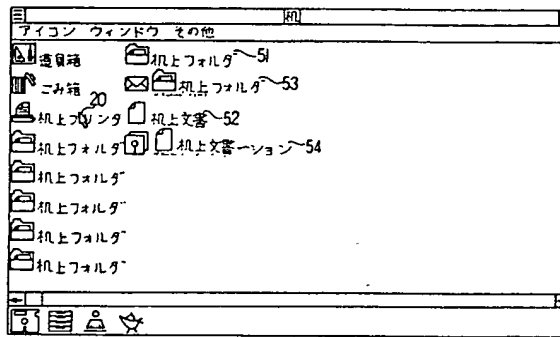 机
アイコン ウィンドウ その他
道具箱 机上フォルダ 51
ごみ箱 机上フォルダ 53
20
机上プリンタ 机上文書 52
机上フォルダ 机上文書ーション 54
机上フォルダ
机上フォルダ
机上フォルダ
机上フォルダ